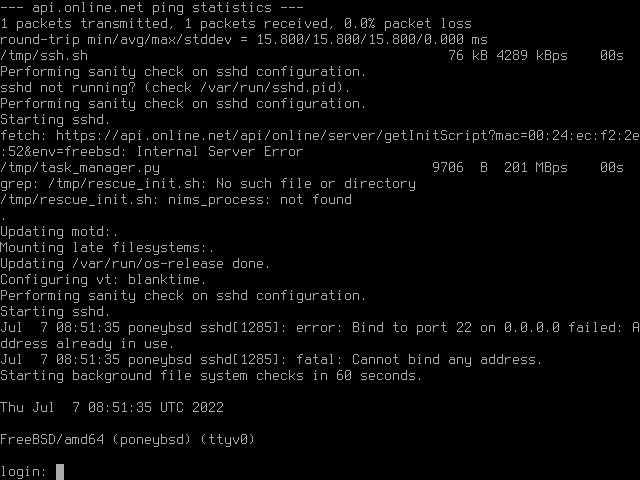 --- api.online.net ping statistics ---
1 packets transmitted, 1 packets received, 0.0% packet loss
round-trip min/avg/max/stddev = 15.800/15.800/15.800/0.000 ms
/tmp/ssh.sh                                             76 kB 4289 kBps    00s
Performing sanity check on sshd configuration.
sshd not running? (check /var/run/sshd.pid).
Performing sanity check on sshd configuration.
Starting sshd.
fetch: https://api.online.net/api/online/server/getInitScript?mac=00:24:ec:f2:2e
:52&env=freebsd: Internal Server Error
/tmp/task_manager.py                                  9706  B  201 MBps    00s
grep: /tmp/rescue_init.sh: No such file or directory
/tmp/rescue_init.sh: nims_process: not found
.
Updating motd:.
Mounting late filesystems:.
Updating /var/run/os-release done.
Configuring vt: blanktime.
Performing sanity check on sshd configuration.
Starting sshd.
Jul  7 08:51:35 poneybsd sshd[1285]: error: Bind to port 22 on 0.0.0.0 failed: A
ddress already in use.
Jul  7 08:51:35 poneybsd sshd[1285]: fatal: Cannot bind any address.
Starting background file system checks in 60 seconds.

Thu Jul  7 08:51:35 UTC 2022

FreeBSD/amd64 (poneybsd) (ttyv0)

login: